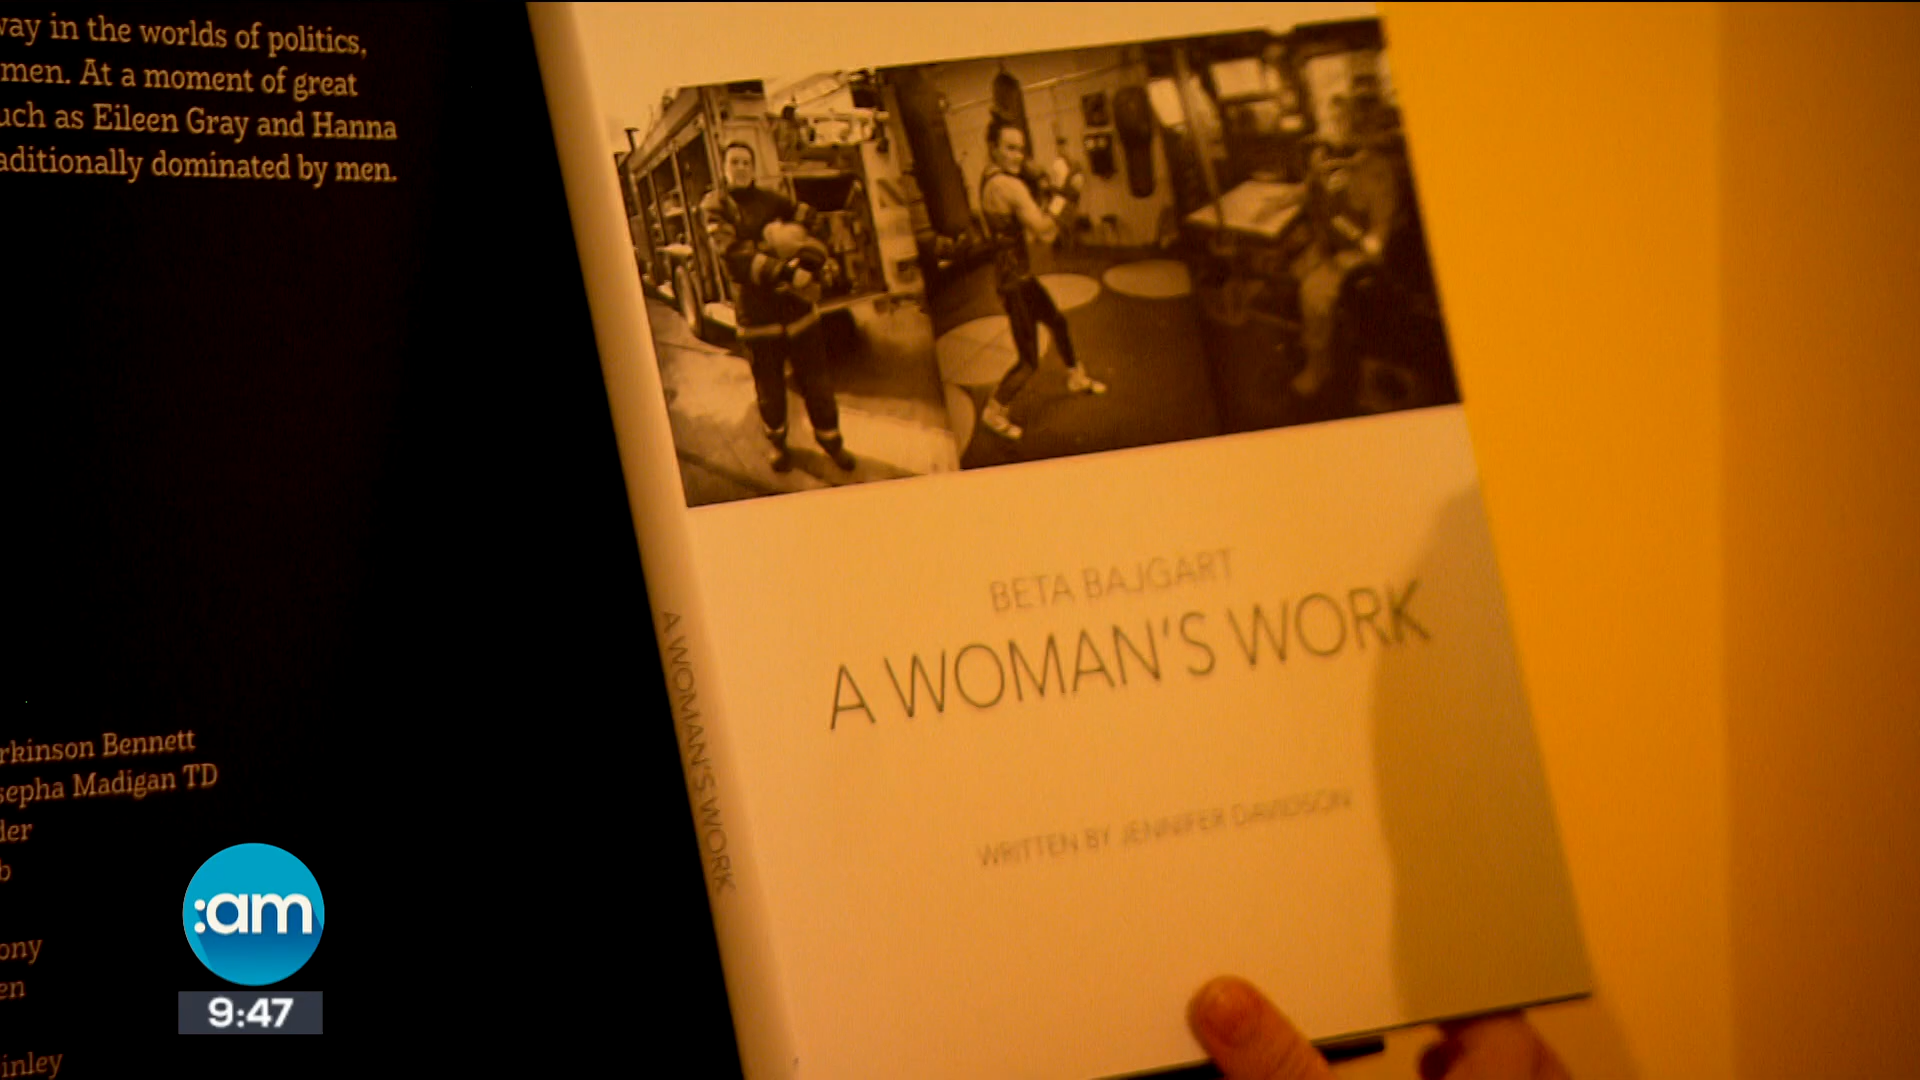 way in the worlds of politics,
men. At a moment of great
uch as Eileen Gray and Hanna
aditionally dominated by men.
rkinson Bennett
sepha Madigan TD
der
b
ony
en
inley
BETA BAJGART
A WOMAN'S WORK
WRITTEN BY JENNIFER DAVIDSON
A WOMAN'S WORK
:am
9:47